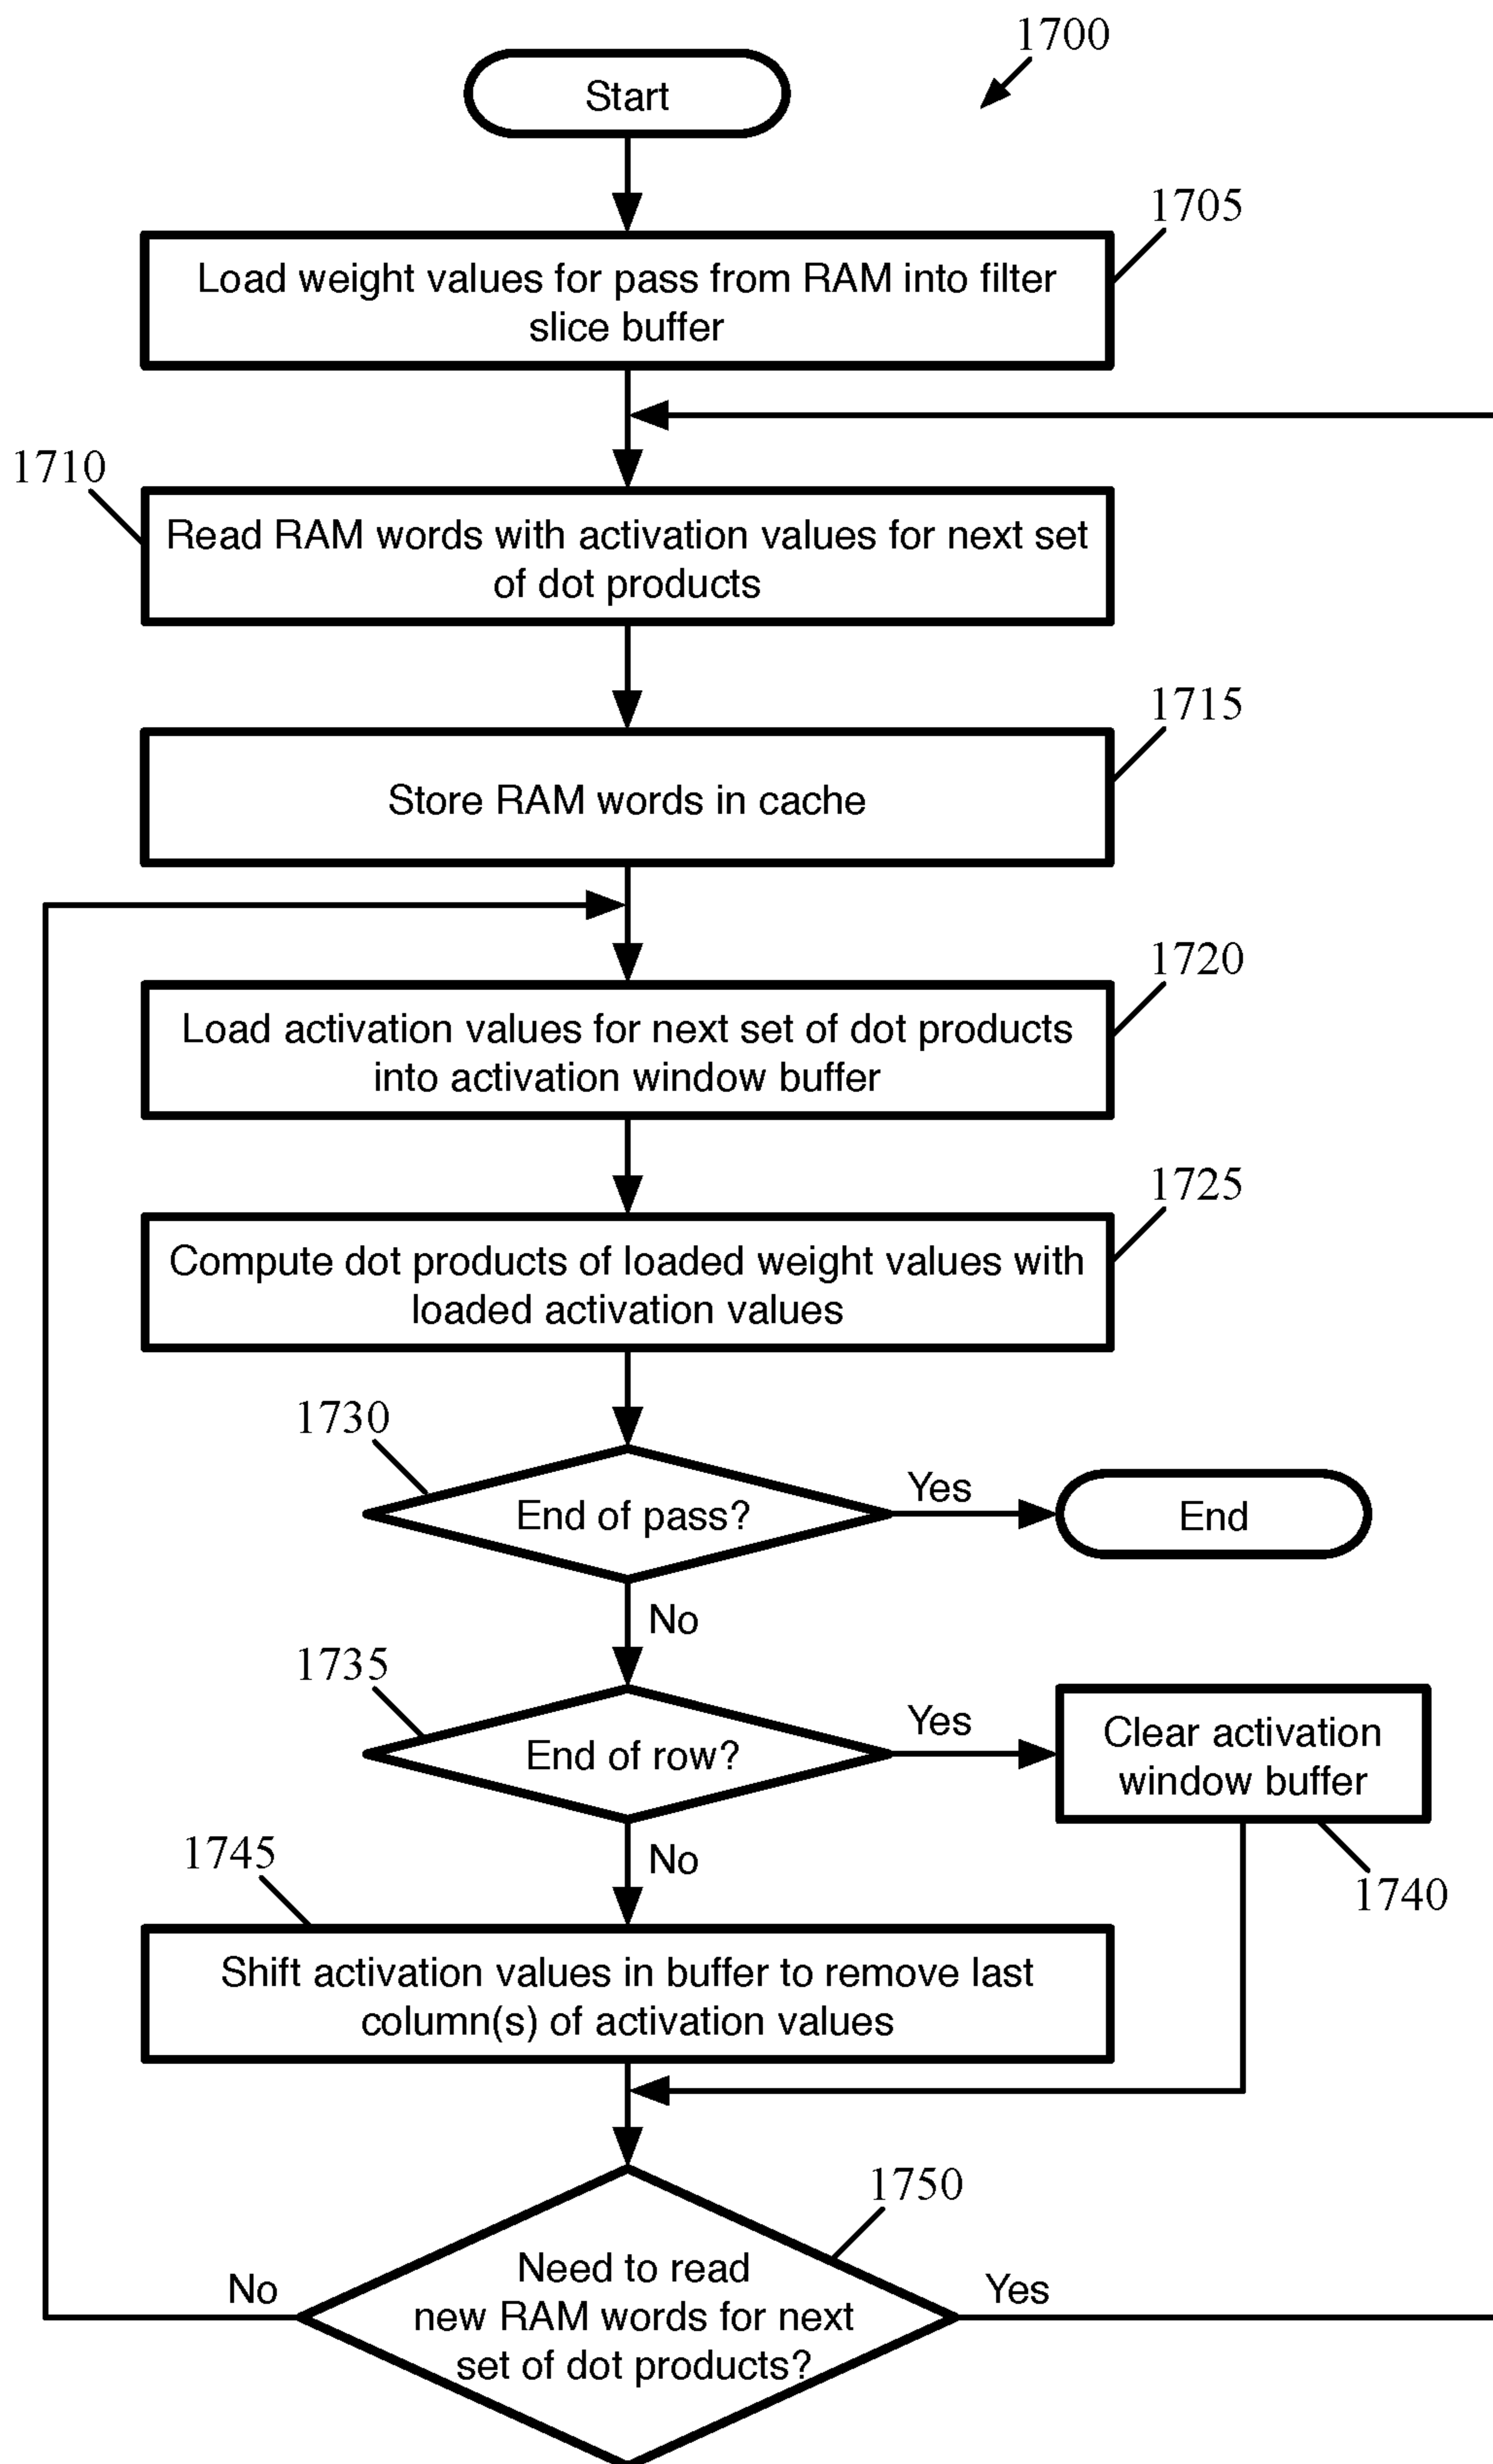 1700
Start
1705
Load weight values for pass from RAM into filter
slice buffer
1710
Read RAM words with activation values for next set
of dot products
1715
Store RAM words in cache
1720
Load activation values for next set of dot products
into activation window buffer
1725
Compute dot products of loaded weight values with
loaded activation values
1730
End of pass?
Yes
End
No
1735
End of row?
Yes
Clear activation
window buffer
1740
No
1745
Shift activation values in buffer to remove last
column(s) of activation values
1750
Need to read
new RAM words for next
set of dot products?
No
Yes